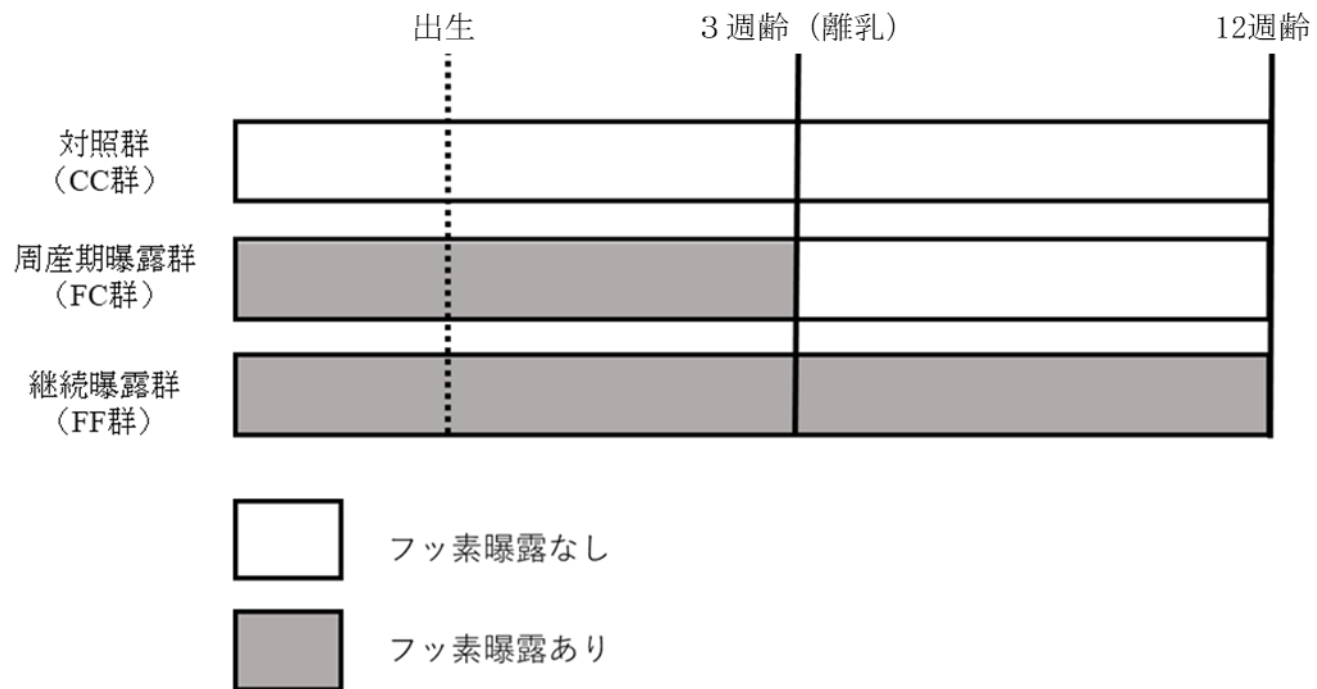 出生
３週齢（離乳）
12週齢
対照群
（CC群）
周産期曝露群
（FC群）
継続曝露群
（FF群）
フッ素曝露なし
フッ素曝露あり